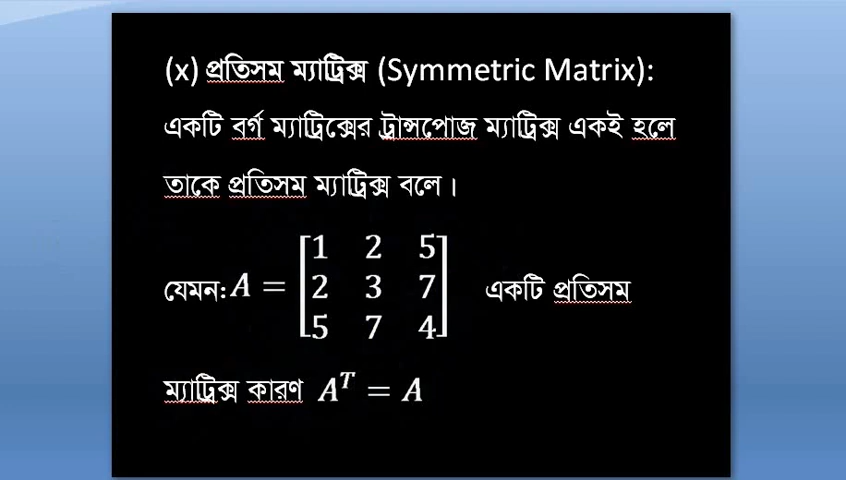 (x) প্রতিসম ম্যাট্রিক্স (Symmetric Matrix):
একটি বর্গ ম্যাট্রিক্সের ট্রান্সপোজ ম্যাট্রিক্স একই হলে
তাকে প্রতিসম ম্যাট্রিক্স বলে।
1 2 5
যেমন: A = 2 3 7 একটি প্রতিসম
5 7 4
ম্যাট্রিক্স কারণ Aᵀ = A